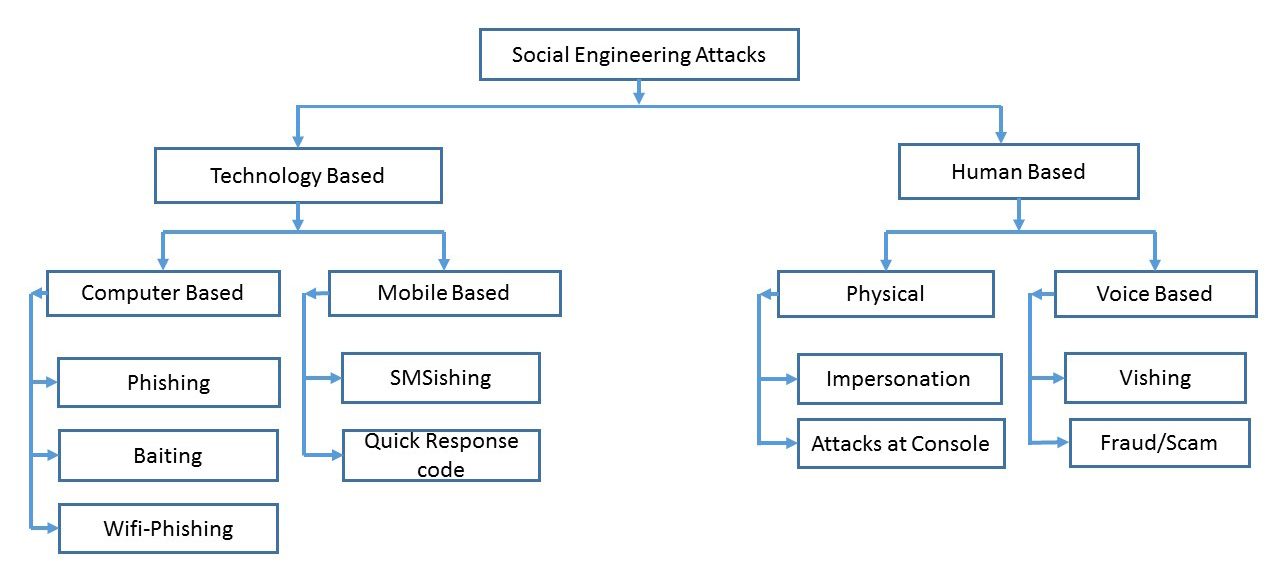 Social Engineering Attacks
Technology Based
Human Based
Computer Based
Mobile Based
Physical
Voice Based
Phishing
SMSishing
Impersonation
Vishing
Baiting
Quick Response
code
Attacks at Console
Fraud/Scam
Wifi-Phishing